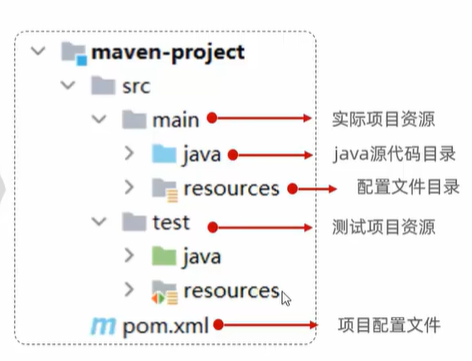 maven-project
src
main 实际项目资源
java java源代码目录
resources 配置文件目录
test 测试项目资源
java
resources
pom.xml 项目配置文件